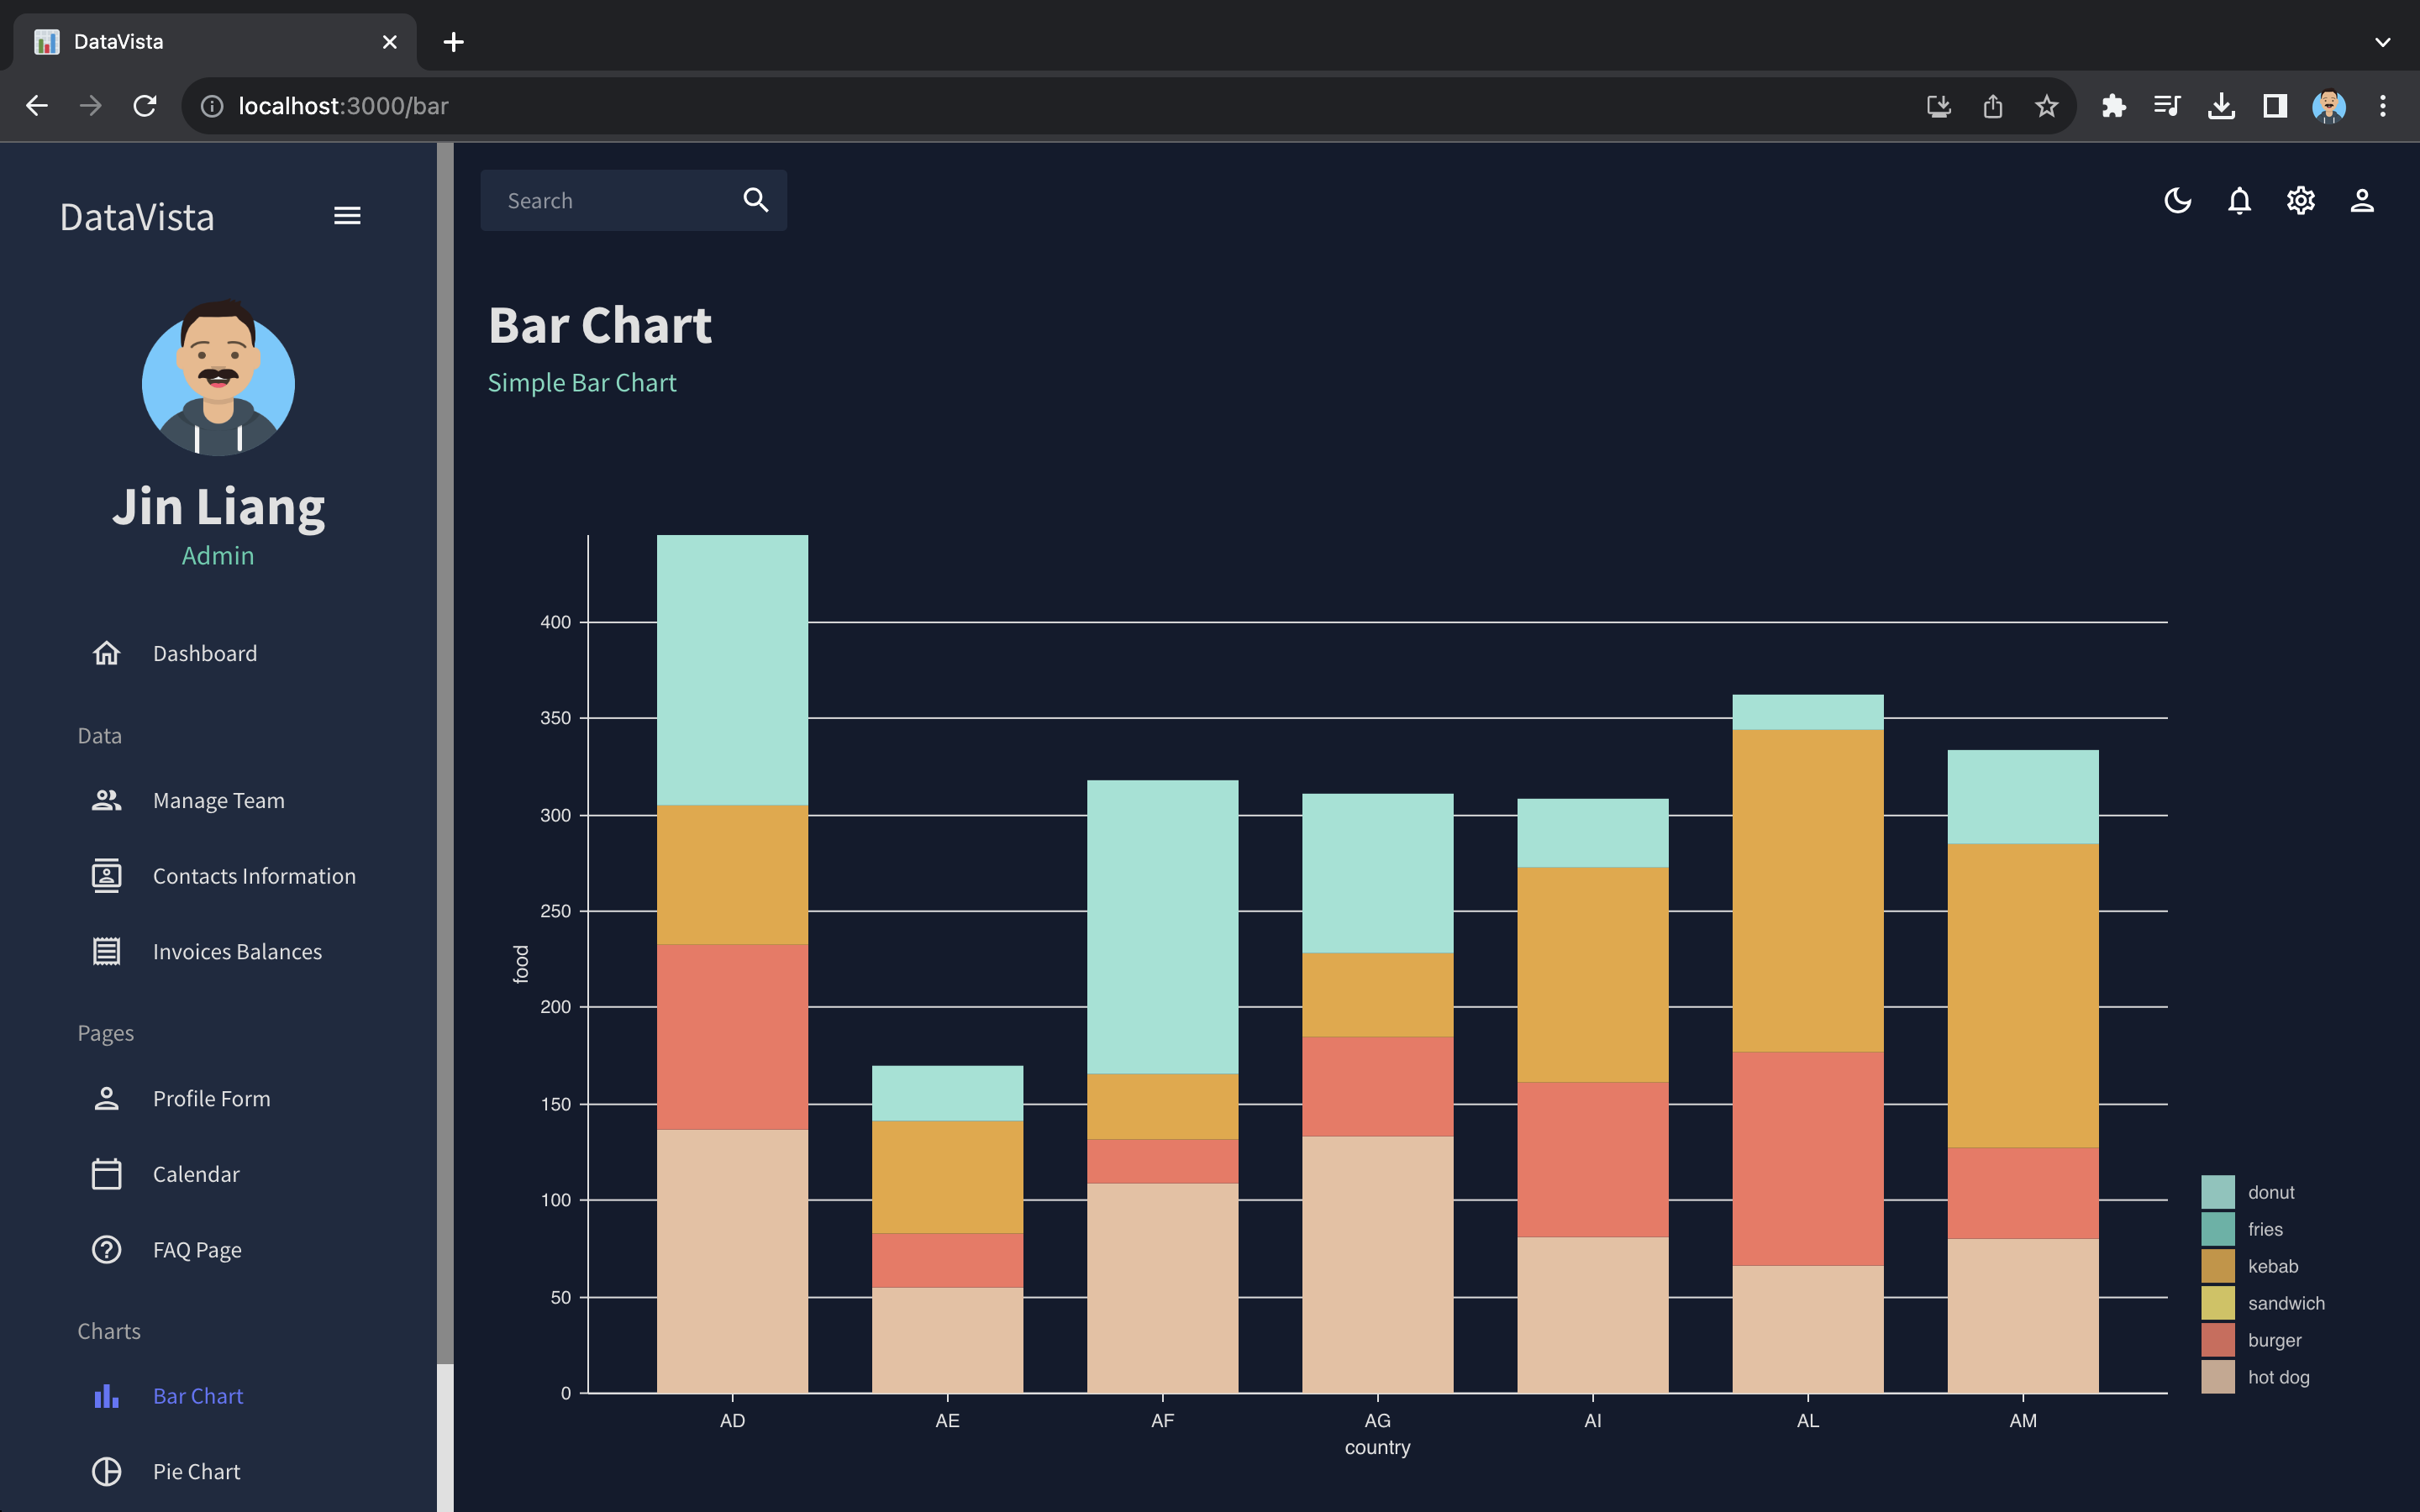 DataVista
localhost:3000/bar
DataVista
Jin Liang
Admin
Dashboard
Data
Manage Team
Contacts Information
Invoices Balances
Pages
Profile Form
Calendar
FAQ Page
Charts
Bar Chart
Pie Chart
Search
Bar Chart
Simple Bar Chart
400
350
300
250
200
150
100
50
0
food
AD AE AF AG AI AL AM
country
donut
fries
kebab
sandwich
burger
hot dog